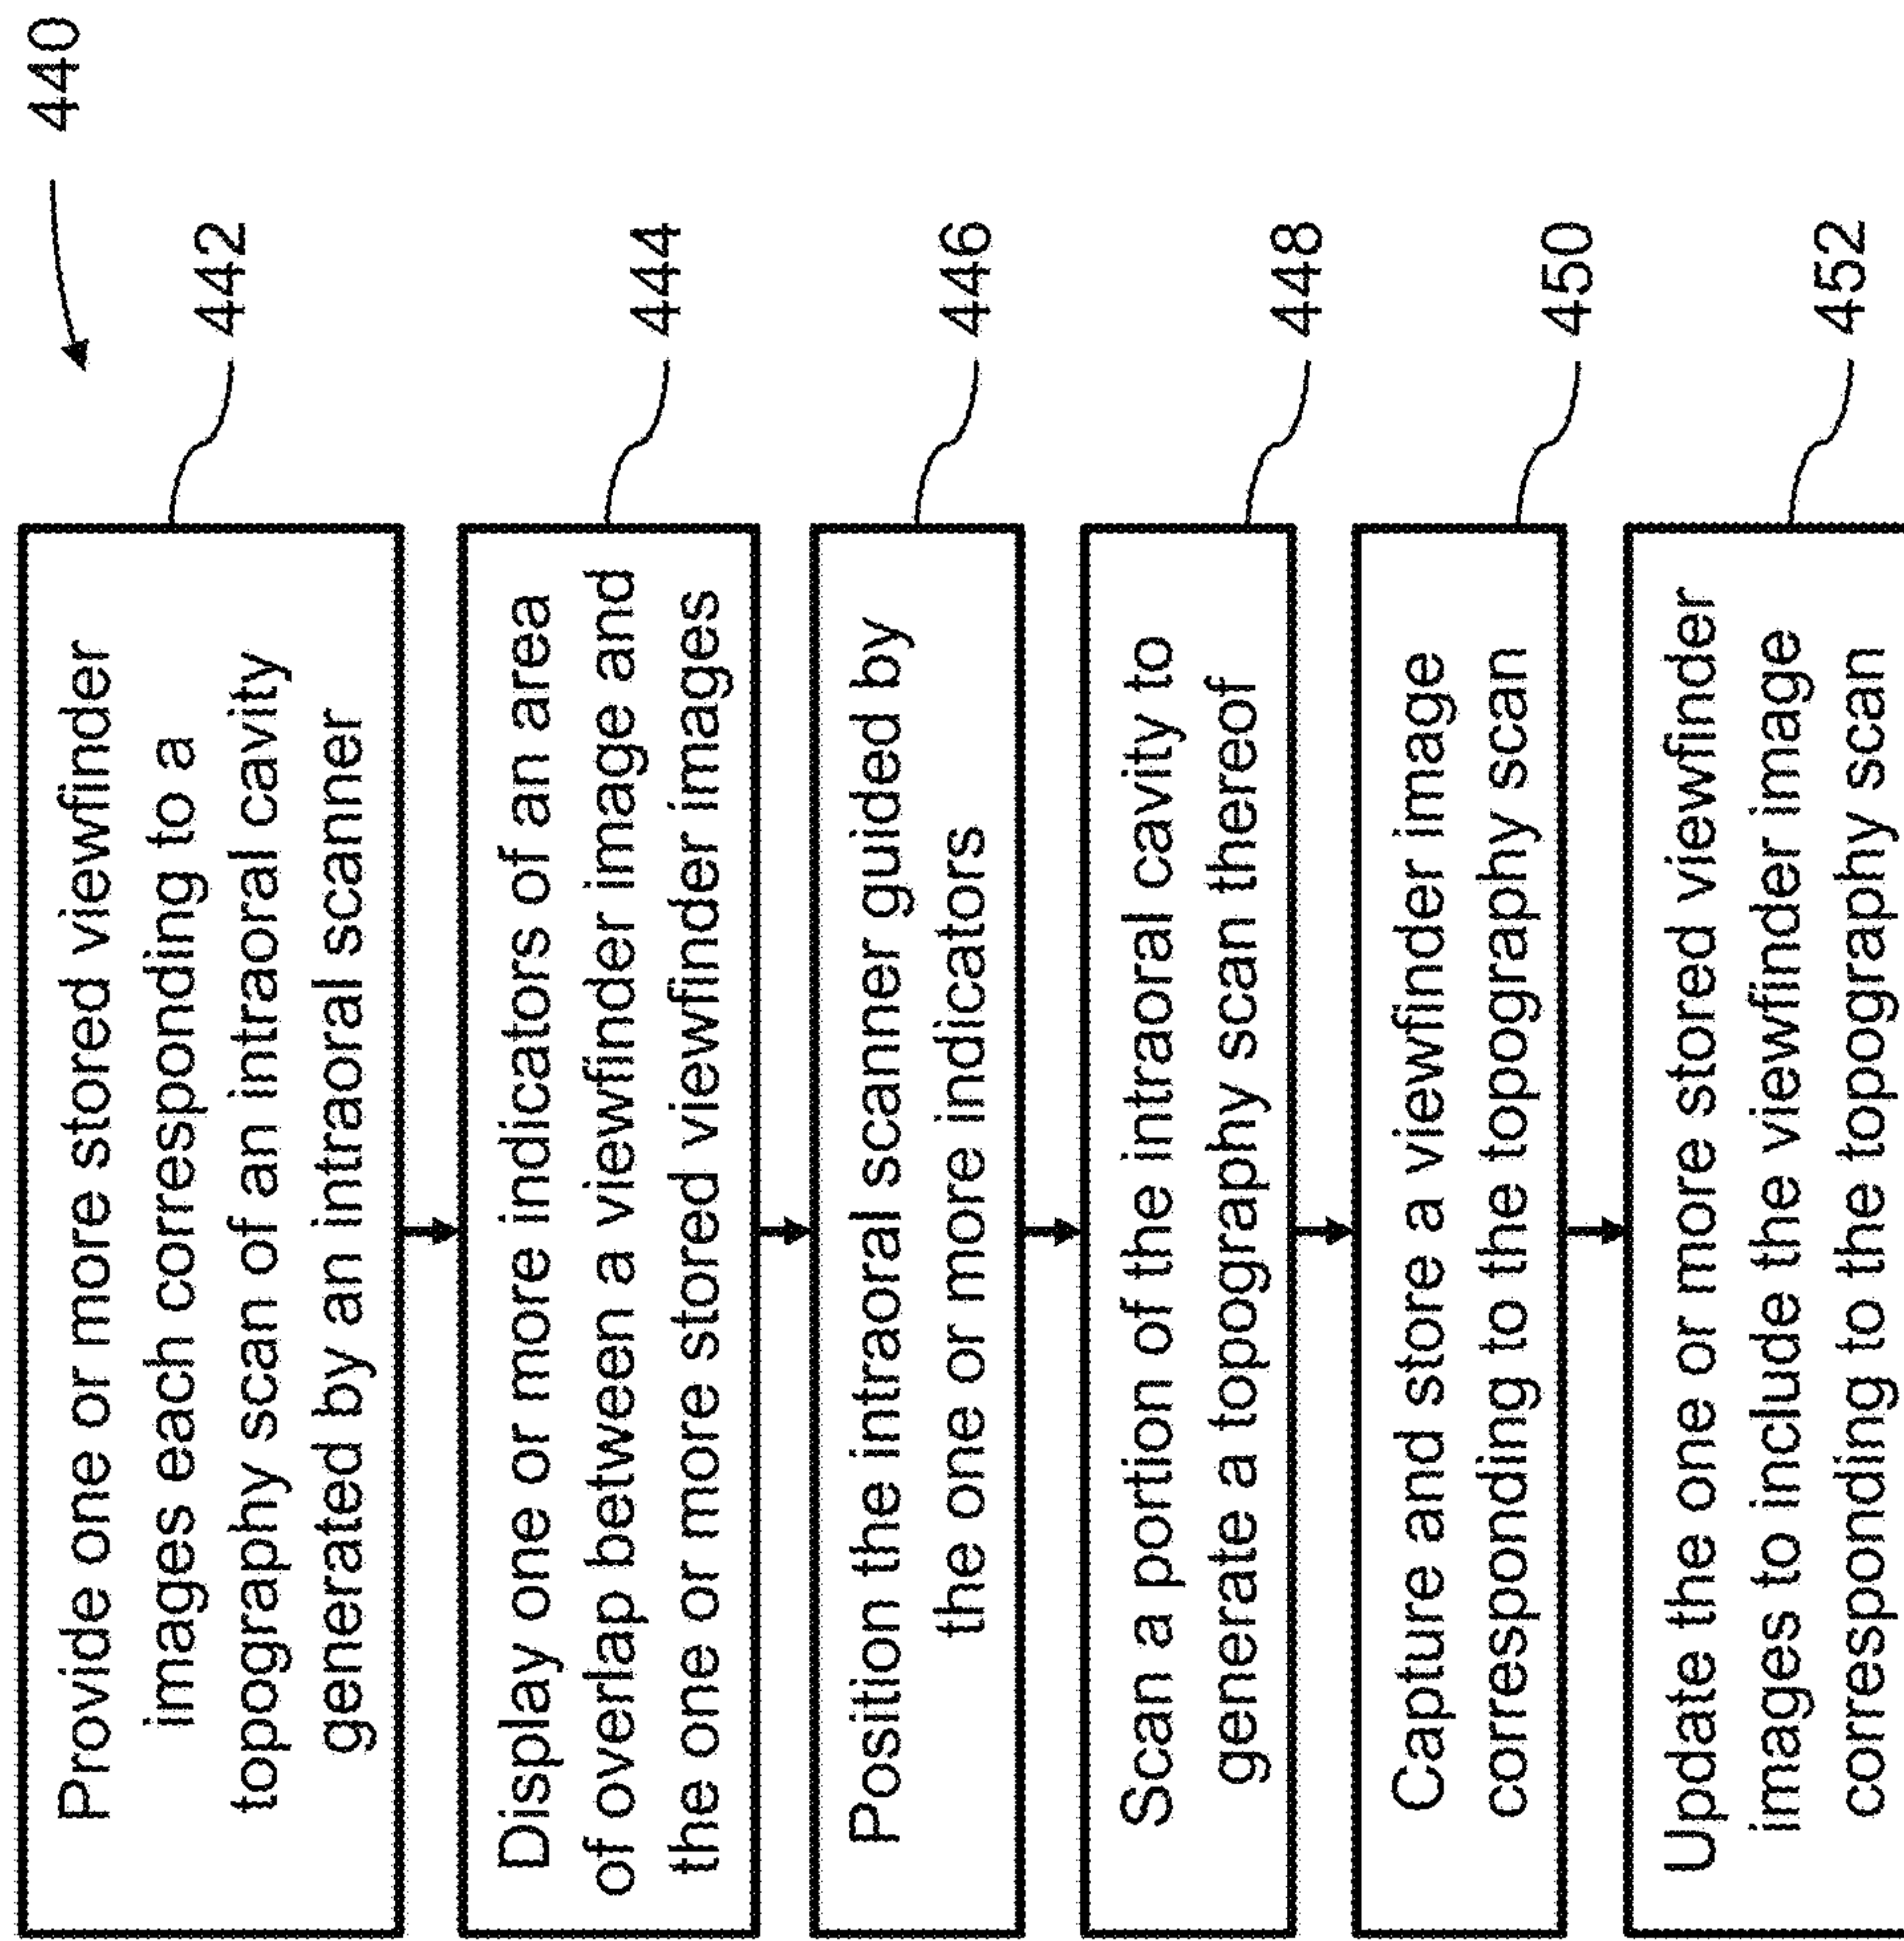 440
Provide one or more stored viewfinder
images each corresponding to a
topography scan of an intraoral cavity
generated by an intraoral scanner
442
Display one or more indicators of an area
of overlap between a viewfinder image and
the one or more stored viewfinder images
444
Position the intraoral scanner guided by
the one or more indicators
446
Scan a portion of the intraoral cavity to
generate a topography scan thereof
448
Capture and store a viewfinder image
corresponding to the topography scan
450
Update the one or more stored viewfinder
images to include the viewfinder image
corresponding to the topography scan
452